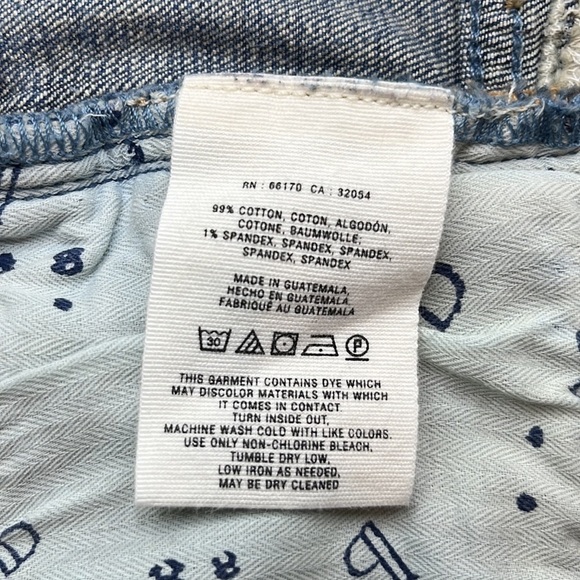 RN : 66170 CA : 32054
99% COTTON, COTON, ALGODÓN,
COTONE, BAUMWOLLE;
1% SPANDEX, SPANDEX, SPANDEX,
SPANDEX, SPANDEX
MADE IN GUATEMALA,
HECHO EN GUATEMALA,
FABRIQUÉ AU GUATEMALA
30 P
THIS GARMENT CONTAINS DYE WHICH
MAY DISCOLOR MATERIALS WITH WHICH
IT COMES IN CONTACT
TURN INSIDE OUT,
MACHINE WASH COLD WITH LIKE COLORS.
USE ONLY NON-CHLORINE BLEACH,
TUMBLE DRY LOW,
LOW IRON AS NEEDED,
MAY BE DRY CLEANED